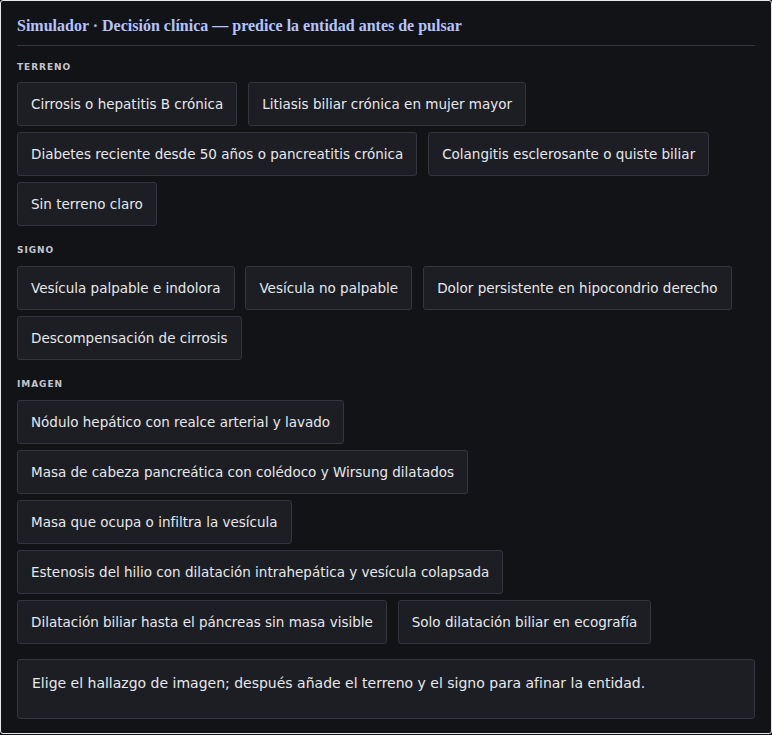 Simulador · Decisión clínica — predice la entidad antes de pulsar
TERRENO
Cirrosis o hepatitis B crónica
Litiasis biliar crónica en mujer mayor
Diabetes reciente desde 50 años o pancreatitis crónica
Colangitis esclerosante o quiste biliar
Sin terreno claro
SIGNO
Vesícula palpable e indolora
Vesícula no palpable
Dolor persistente en hipocondrio derecho
Descompensación de cirrosis
IMAGEN
Nódulo hepático con realce arterial y lavado
Masa de cabeza pancreática con colédoco y Wirsung dilatados
Masa que ocupa o infiltra la vesícula
Estenosis del hilio con dilatación intrahepática y vesícula colapsada
Dilatación biliar hasta el páncreas sin masa visible
Solo dilatación biliar en ecografía
Elige el hallazgo de imagen; después añade el terreno y el signo para afinar la entidad.